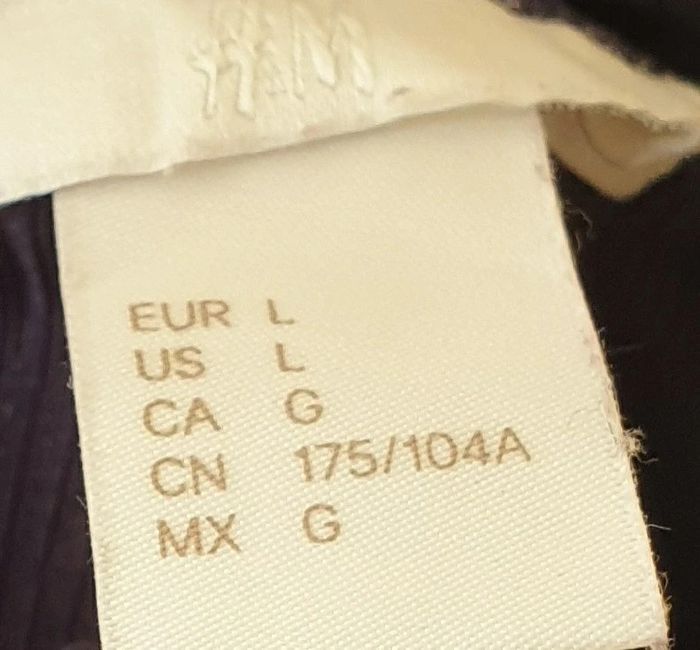 H&M
EUR L
US L
CA G
CN 175/104A
MX G